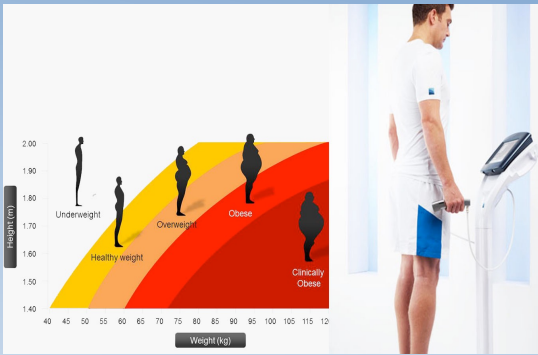 2.00
1.90
1.80
1.70
1.60
1.50
1.40
Height (m)
Underweight
Healthy weight
Overweight
Obese
Clinically
Obese
40 45 50 55 60 65 70 75 80 85 90 95 100 105 110 115
Weight (kg)